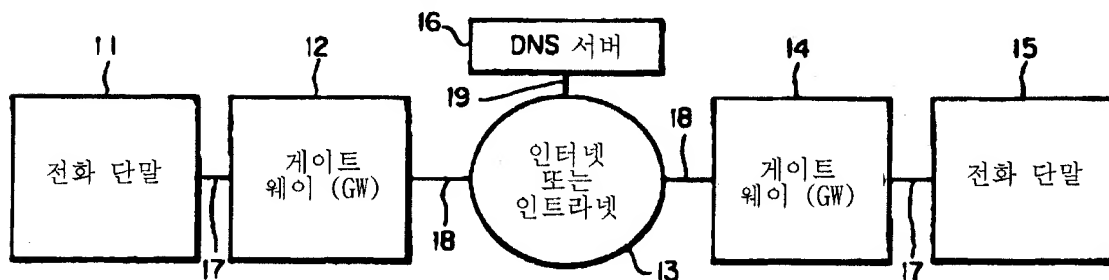 16
DNS 서버
11
12
14
15
19
전화 단말
게이트
웨이 (GW)
인터넷
또는
인트라넷
18
게이트
웨이 (GW)
전화 단말
17
18
13
17